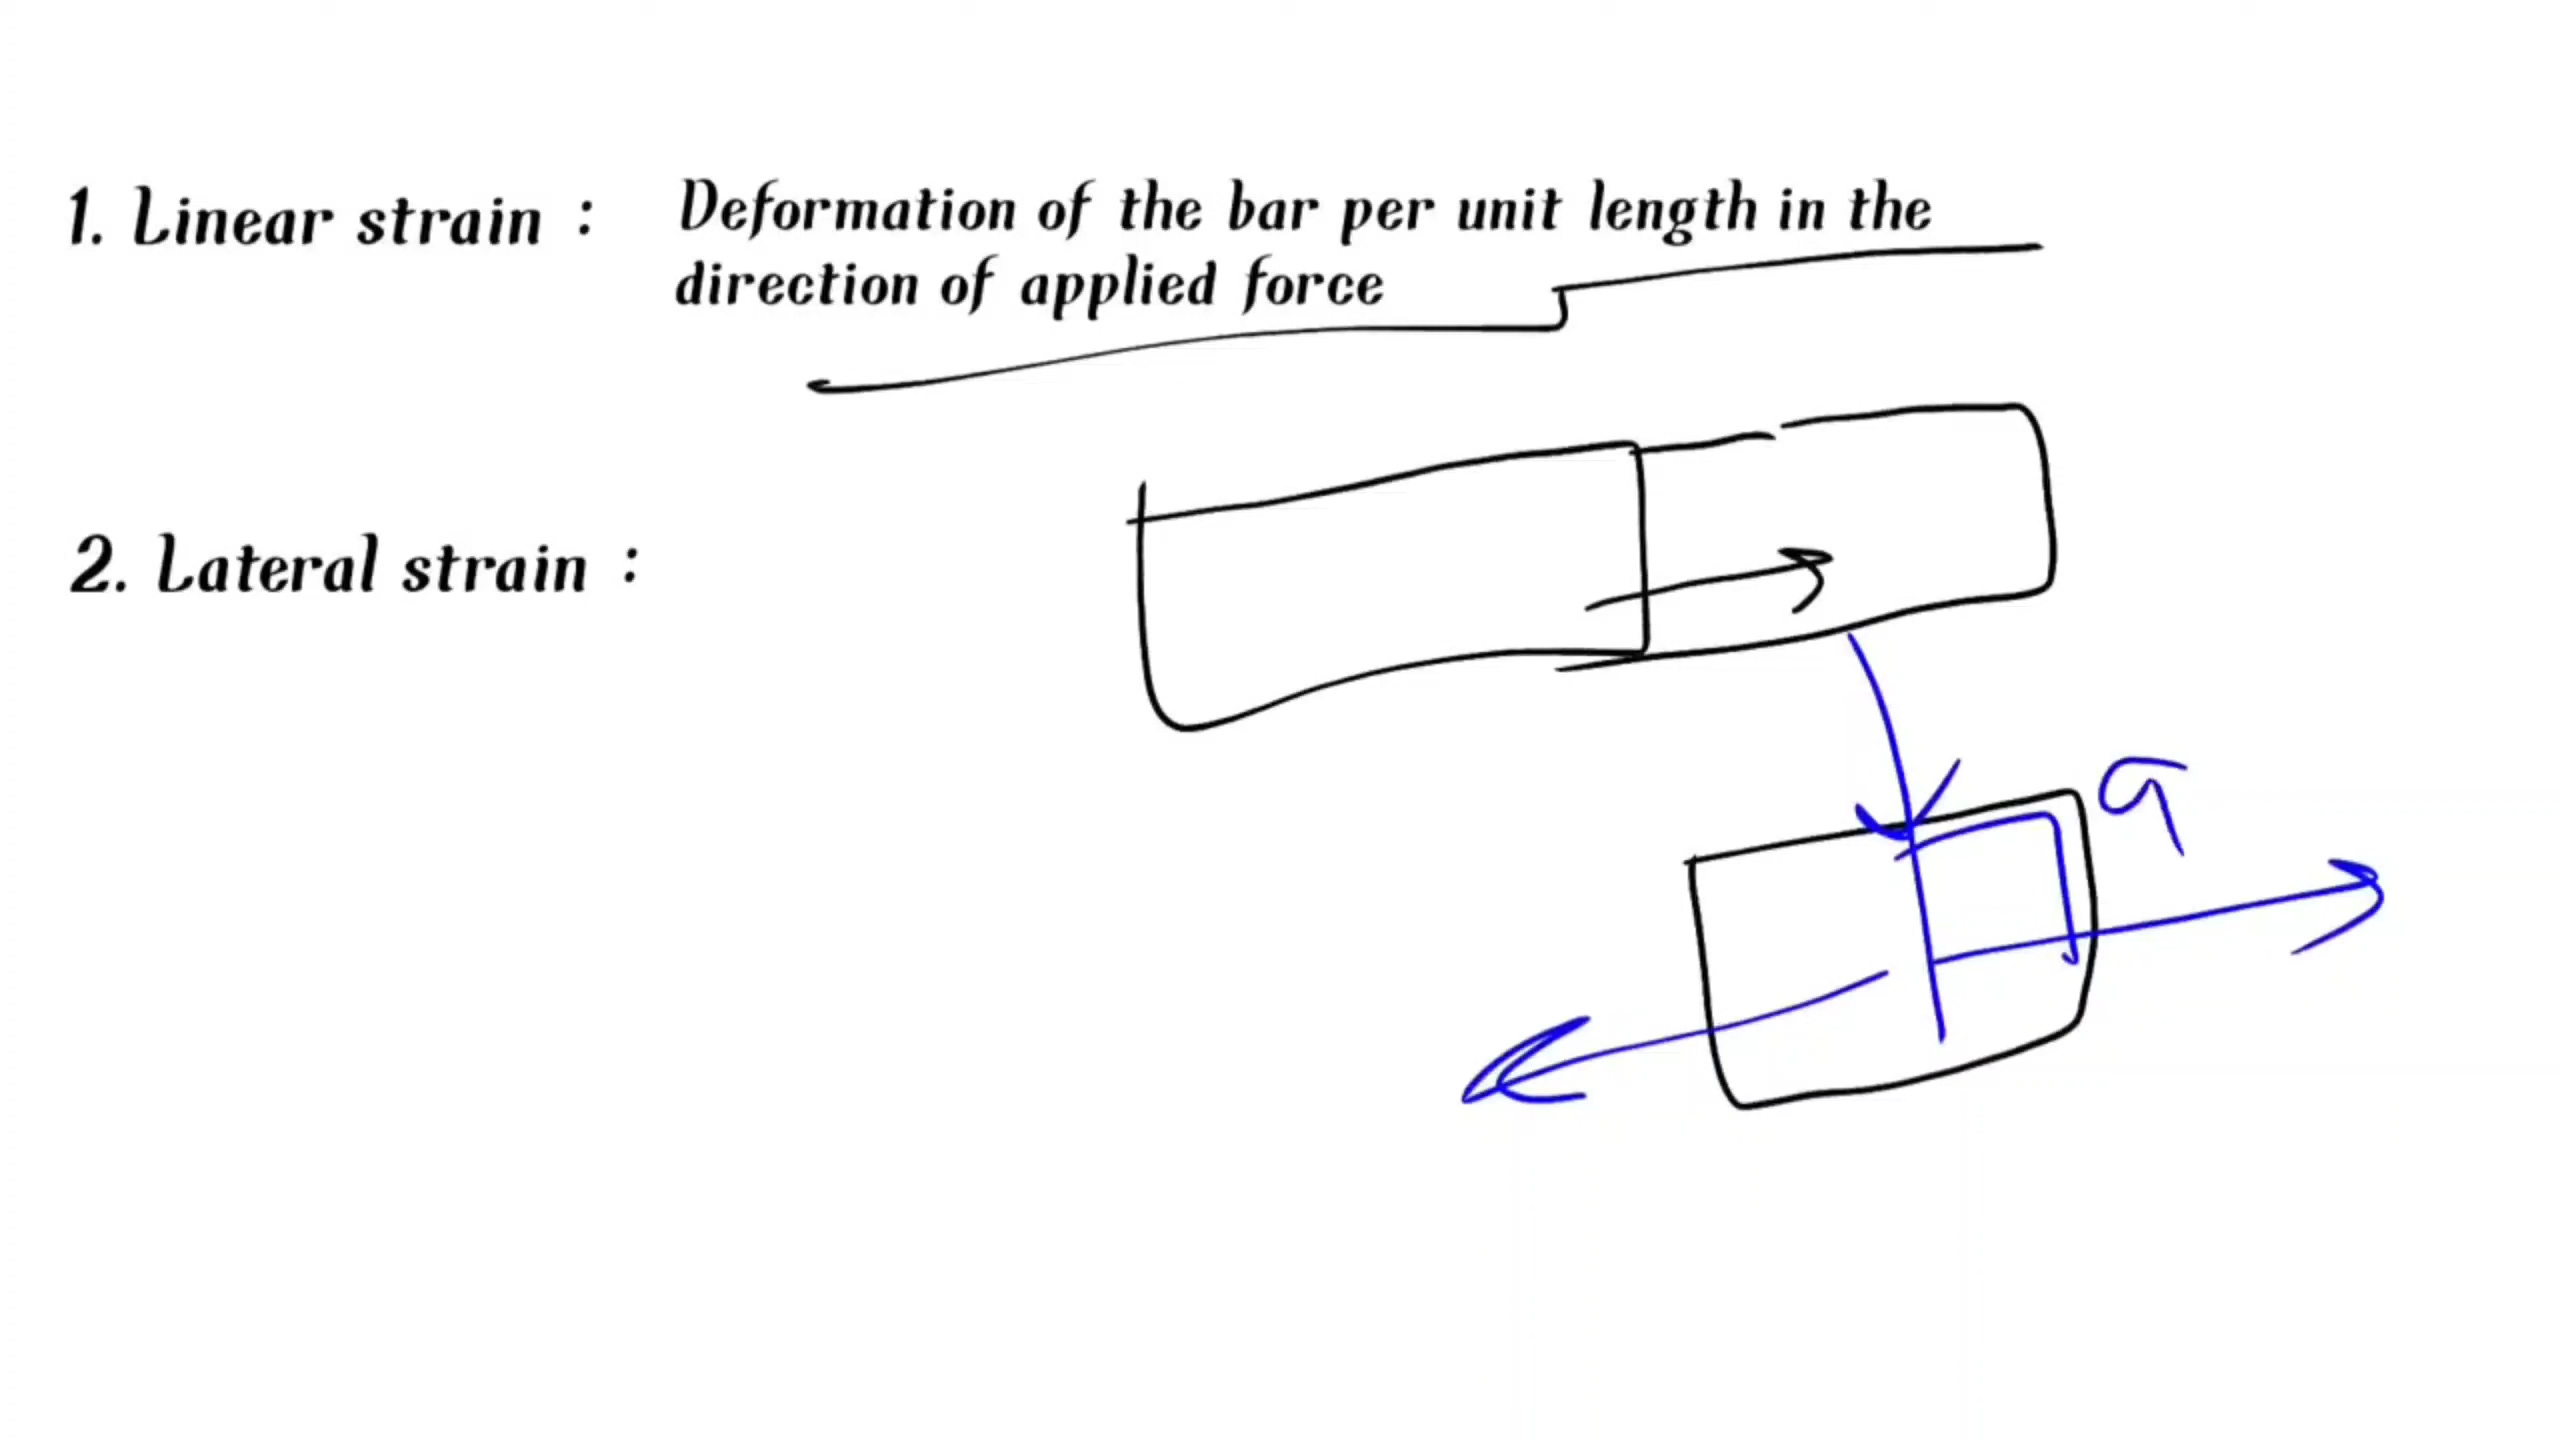 1. Linear strain : Deformation of the bar per unit length in the
direction of applied force
2. Lateral strain :